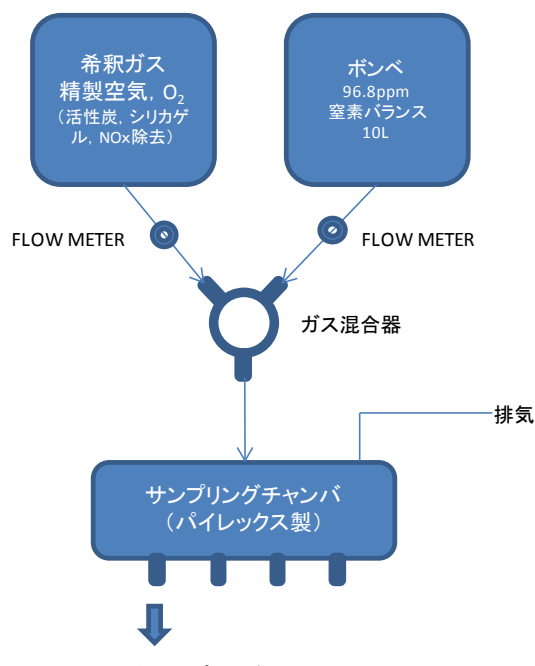 希釈ガス
精製空気, O2
（活性炭, シリカゲ
ル, NOx除去）
ボンベ
96.8ppm
窒素バランス
10L
FLOW METER
FLOW METER
ガス混合器
排気
サンプリングチャンバ
（パイレックス製）